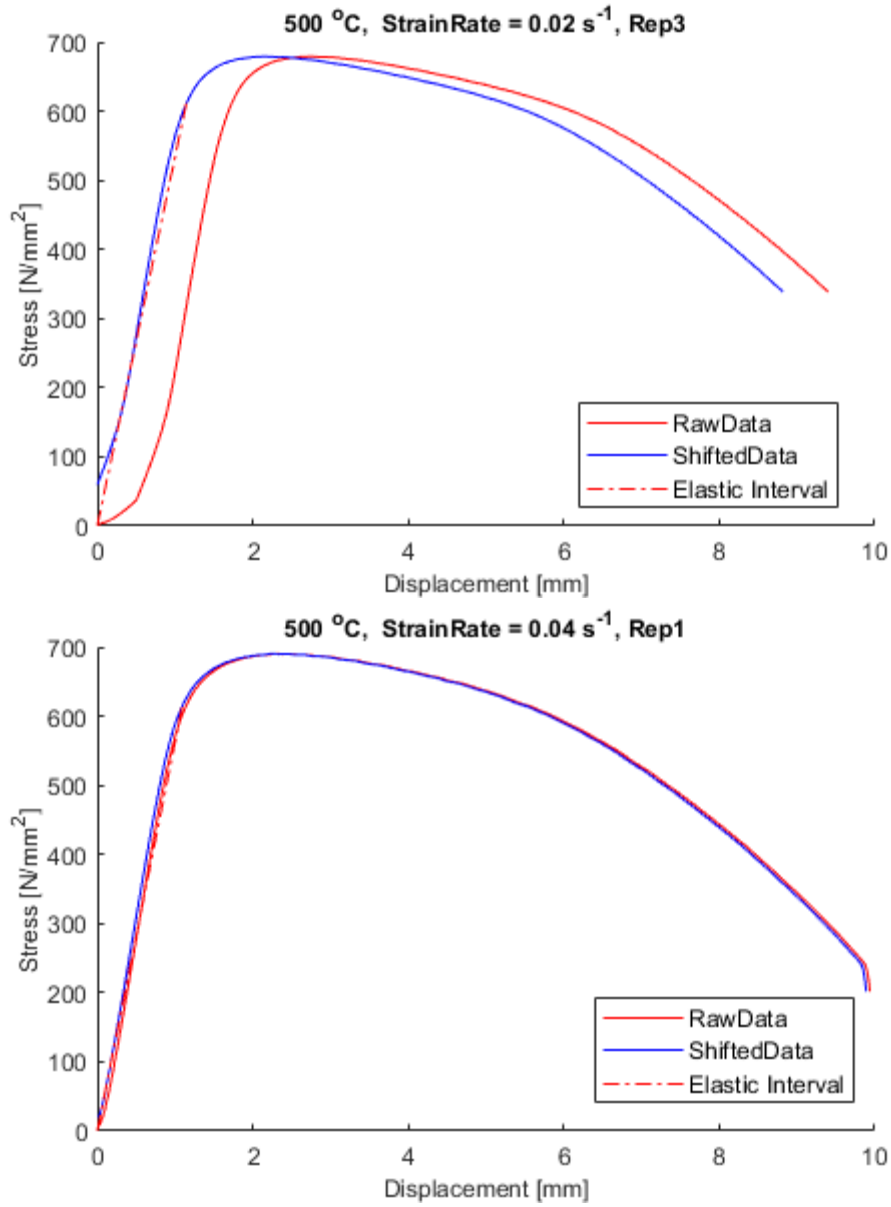 500 °C, StrainRate = 0.02 s⁻¹, Rep3
700
600
500
400
300
200
100
0
Stress [N/mm²]
RawData
ShiftedData
Elastic Interval
0 2 4 6 8 10
Displacement [mm]
500 °C, StrainRate = 0.04 s⁻¹, Rep1
700
600
500
400
300
200
100
0
Stress [N/mm²]
RawData
ShiftedData
Elastic Interval
0 2 4 6 8 10
Displacement [mm]